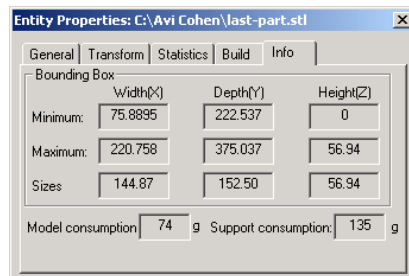 Entity Properties: C:\Avi Cohen\last-part.stl
General Transform Statistics Build Info
Bounding Box
Width(X) Depth(Y) Height(Z)
Minimum: 75.8895 222.537 0
Maximum: 220.758 375.037 56.94
Sizes 144.87 152.50 56.94
Model consumption 74 g Support consumption: 135 g